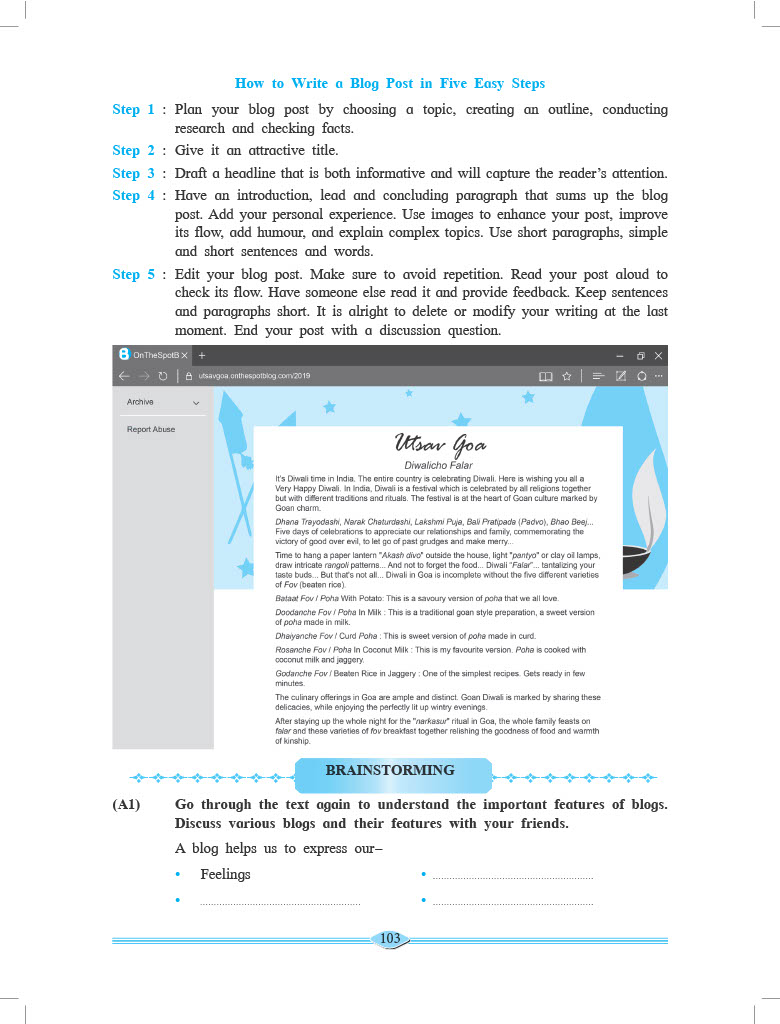 How to Write a Blog Post in Five Easy Steps
Step 1 : Plan your blog post by choosing a topic, creating an outline, conducting
research and checking facts.
Step 2 : Give it an attractive title.
Step 3 : Draft a headline that is both informative and will capture the reader's attention.
Step 4 : Have an introduction, lead and concluding paragraph that sums up the blog
post. Add your personal experience. Use images to enhance your post, improve
its flow, add humour, and explain complex topics. Use short paragraphs, simple
and short sentences and words.
Step 5 : Edit your blog post. Make sure to avoid repetition. Read your post aloud to
check its flow. Have someone else read it and provide feedback. Keep sentences
and paragraphs short. It is alright to delete or modify your writing at the last
moment. End your post with a discussion question.
B OnTheSpotB X +
utsavgoa.onthespotblog.com/2019
Archive
Report Abuse
Utsav Goa
Diwalicho Falar
It's Diwali time in India. The entire country is celebrating Diwali. Here is wishing you all a
Very Happy Diwali. In India, Diwali is a festival which is celebrated by all religions together
but with different traditions and rituals. The festival is at the heart of Goan culture marked by
Goan charm.
Dhana Trayodashi, Narak Chaturdashi, Lakshmi Puja, Bali Pratipada (Padvo), Bhao Beej...
Five days of celebrations to appreciate our relationships and family, commemorating the
victory of good over evil, to let go of past grudges and make merry...
Time to hang a paper lantern "Akash divo" outside the house, light "pantyo" or clay oil lamps,
draw intricate rangoli patterns... And not to forget the food... Diwali "Falar"... tantalizing your
taste buds... But that's not all... Diwali in Goa is incomplete without the five different varieties
of Fov (beaten rice).
Bataat Fov / Poha With Potato: This is a savoury version of poha that we all love.
Doodanche Fov / Poha In Milk : This is a traditional goan style preparation, a sweet version
of poha made in milk.
Dhaiyanche Fov / Curd Poha : This is sweet version of poha made in curd.
Rosanche Fov / Poha In Coconut Milk : This is my favourite version. Poha is cooked with
coconut milk and jaggery.
Godanche Fov / Beaten Rice in Jaggery : One of the simplest recipes. Gets ready in few
minutes.
The culinary offerings in Goa are ample and distinct. Goan Diwali is marked by sharing these
delicacies, while enjoying the perfectly lit up wintry evenings.
After staying up the whole night for the "narkasur" ritual in Goa, the whole family feasts on
falar and these varieties of fov breakfast together relishing the goodness of food and warmth
of kinship.
BRAINSTORMING
(A1) Go through the text again to understand the important features of blogs.
Discuss various blogs and their features with your friends.
A blog helps us to express our–
• Feelings • ..........................................................
• .......................................................... • ..........................................................
103